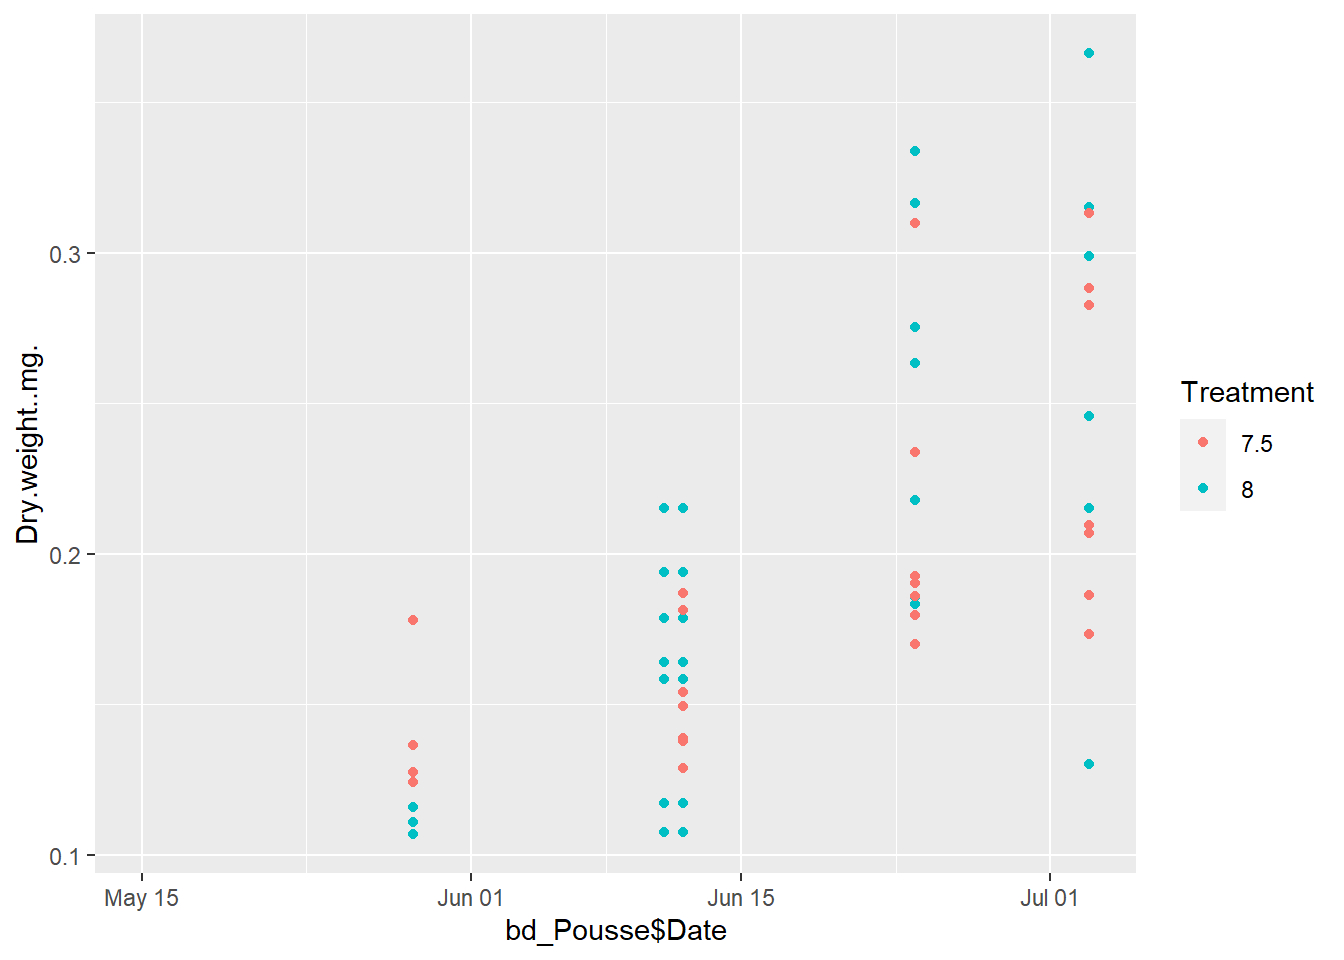 Dry.weight..mg.
0.3
0.2
0.1
May 15
Jun 01
Jun 15
Jul 01
bd_Pousse$Date
Treatment
7.5
8